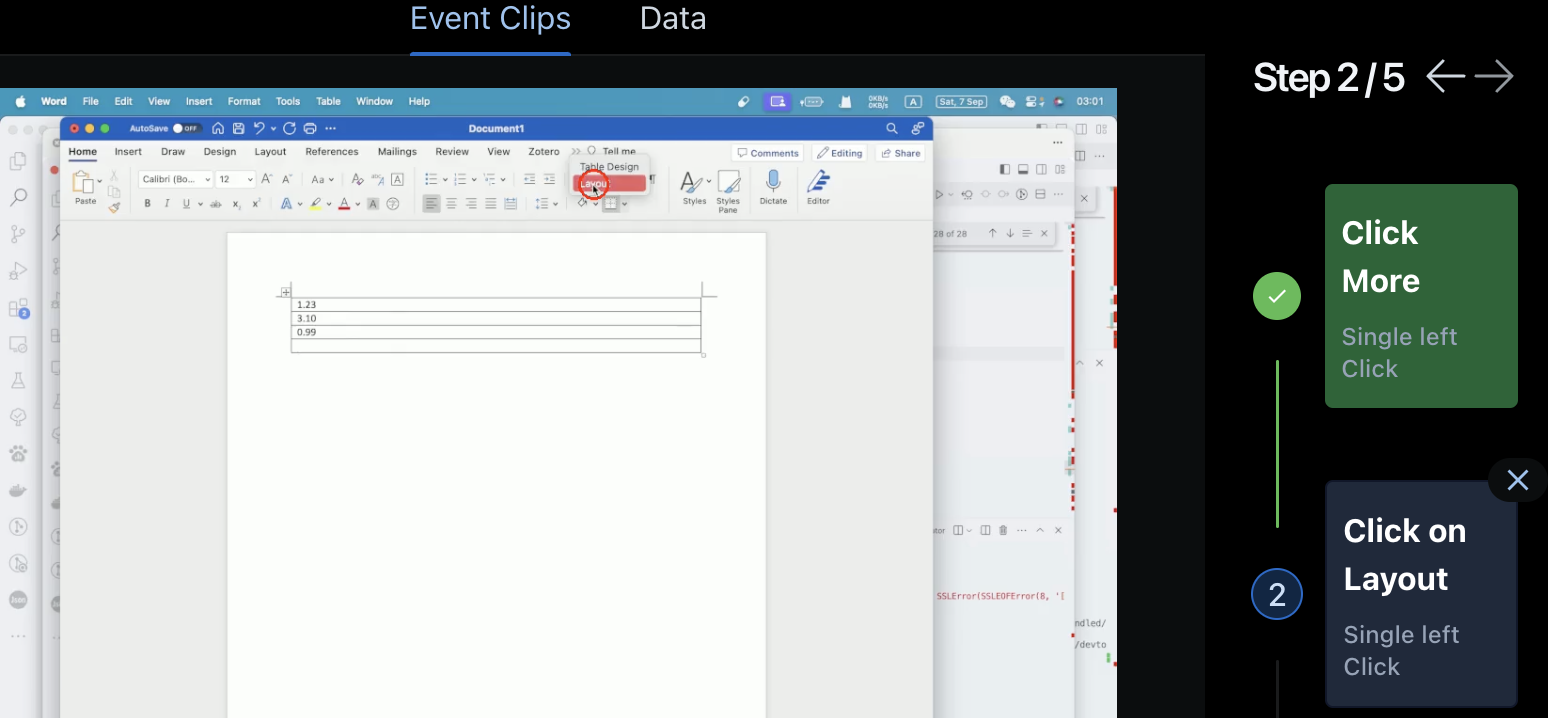 Event Clips Data
Step 2/5
Word File Edit View Insert Format Tools Table Window Help
0KB/s
0KB/s
A
Sat, 7 Sep
03:01
AutoSave OFF
Document1
Home Insert Draw Design Layout References Mailings Review View Zotero Tell me
Comments Editing Share
Table Design
Layout
Calibri (Bo... 12 Aa
Paste
Styles
Styles
Pane
Dictate
Editor
28 of 28
1.23
3.10
0.99
2
SSLError(SSLEOFError(8, '[
ndled/
/devto
Click
More
Single left
Click
2
Click on
Layout
Single left
Click